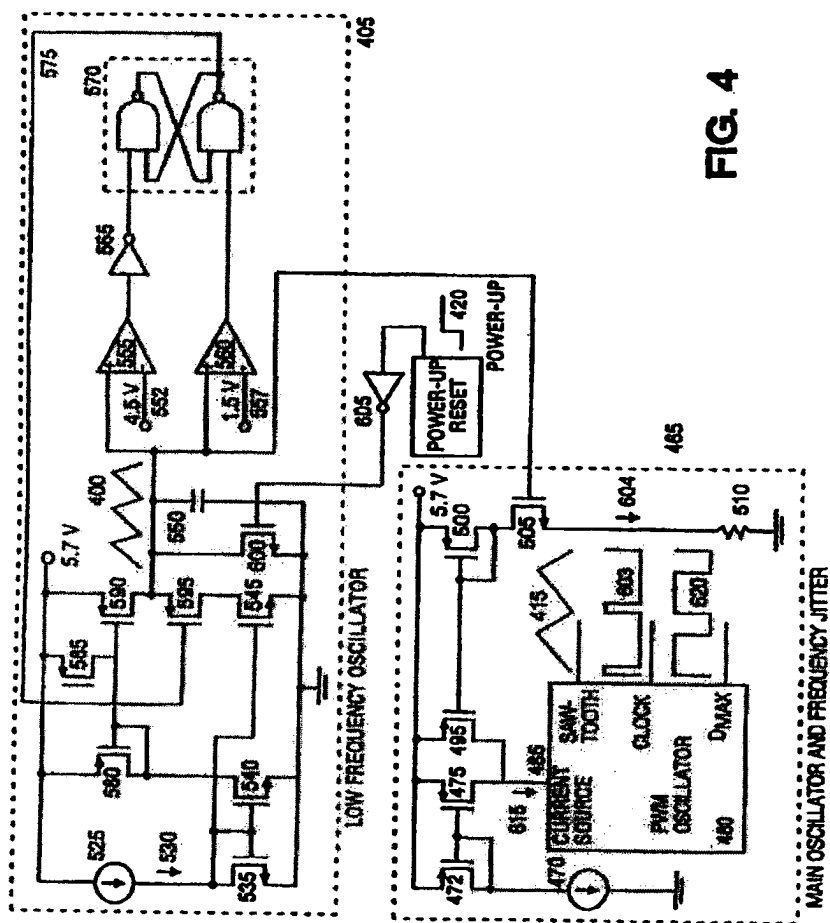 405
575
570
565
555
4.5 V
552
560
1.5 V
557
400
5.7 V
590
585
595
550
600
545
580
540
525
530
535
LOW FREQUENCY OSCILLATOR
605
POWER-UP
RESET
420
POWER-UP
465
5.7 V
500
505
604
510
495
475
472
485
615
470
CURRENT
SOURCE
SAW-
TOOTH
CLOCK
DMAX
PWM
OSCILLATOR
480
415
603
620
MAIN OSCILLATOR AND FREQUENCY JITTER
FIG. 4